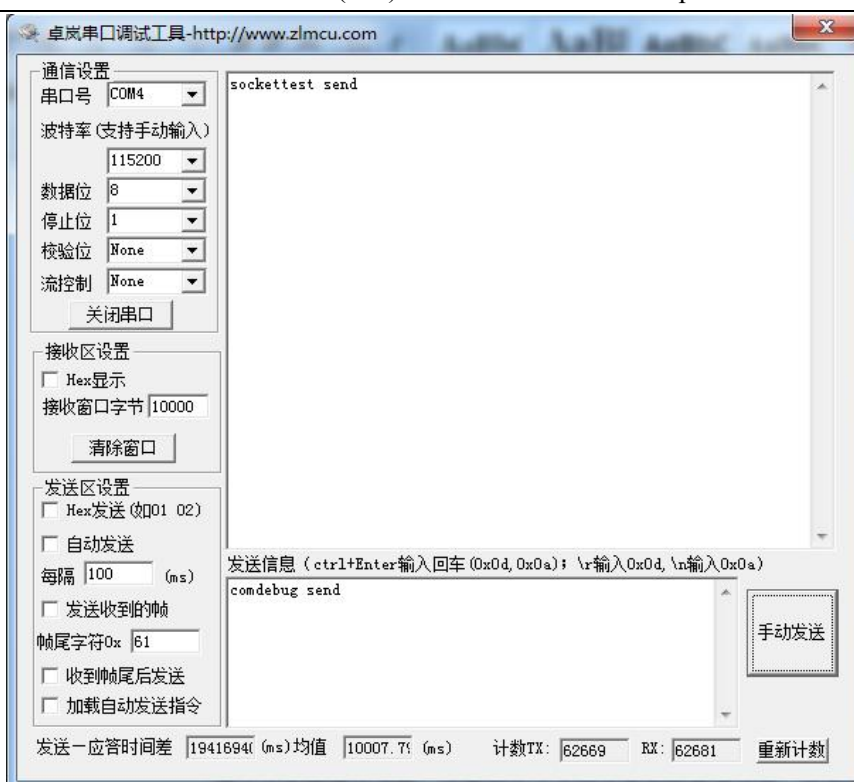 卓岚串口调试工具-http://www.zlmcu.com
通信设置
串口号 COM4
波特率(支持手动输入)
115200
数据位 8
停止位 1
校验位 None
流控制 None
关闭串口
接收区设置
Hex显示
接收窗口字节 10000
清除窗口
发送区设置
Hex发送(如01 02)
自动发送
每隔 100 (ms)
发送收到的帧
帧尾字符0x 61
收到帧尾后发送
加载自动发送指令
sockettest send
发送信息(ctrl+Enter输入回车(0x0d,0x0a); \r输入0x0d,\n输入0x0a)
comdebug send
手动发送
发送—应答时间差 (ms)均值 (ms) 计数TX: 62669 RX: 62681 重新计数